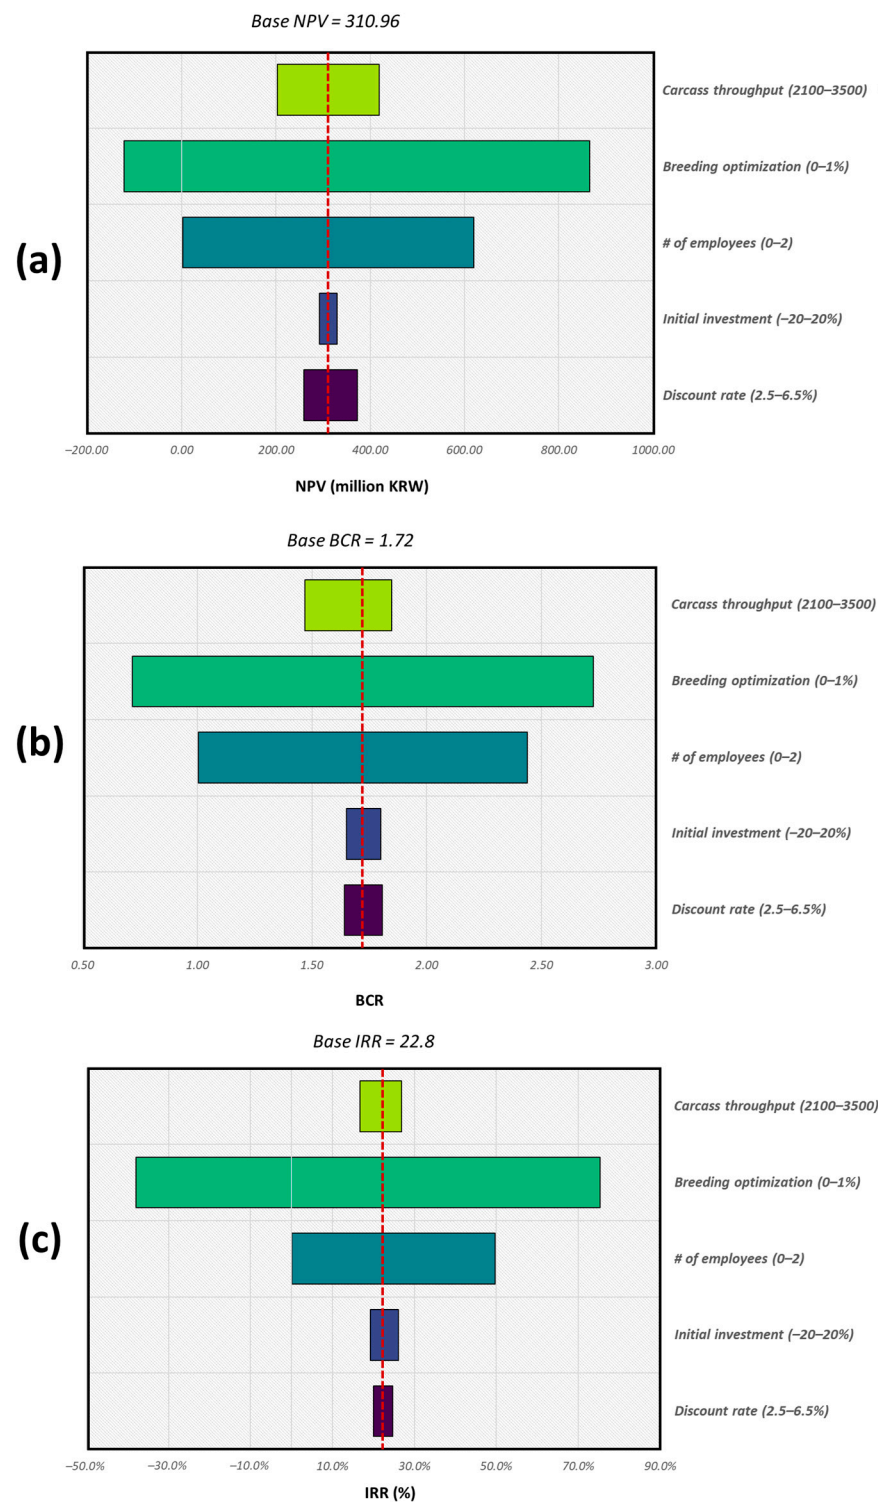 Base NPV = 310.96
Carcass throughput (2100–3500)
Breeding optimization (0–1%)
(a)
# of employees (0–2)
Initial investment (–20–20%)
Discount rate (2.5–6.5%)
–200.00 0.00 200.00 400.00 600.00 800.00 1000.00
NPV (million KRW)
Base BCR = 1.72
Carcass throughput (2100–3500)
Breeding optimization (0–1%)
(b)
# of employees (0–2)
Initial investment (–20–20%)
Discount rate (2.5–6.5%)
0.50 1.00 1.50 2.00 2.50 3.00
BCR
Base IRR = 22.8
Carcass throughput (2100–3500)
Breeding optimization (0–1%)
(c)
# of employees (0–2)
Initial investment (–20–20%)
Discount rate (2.5–6.5%)
–50.0% –30.0% –10.0% 10.0% 30.0% 50.0% 70.0% 90.0%
IRR (%)